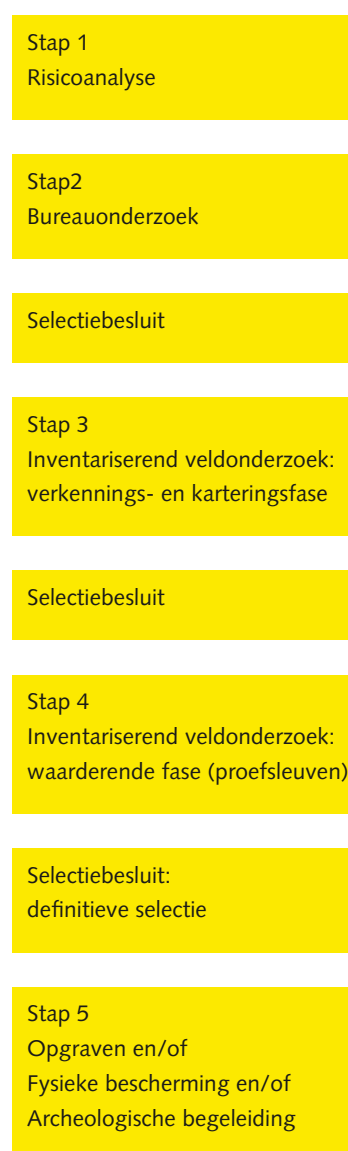 Stap 1
Risicoanalyse
Stap2
Bureauonderzoek
Selectiebesluit
Stap 3
Inventariserend veldonderzoek:
verkennings- en karteringsfase
Selectiebesluit
Stap 4
Inventariserend veldonderzoek:
waarderende fase (proefsleuven)
Selectiebesluit:
definitieve selectie
Stap 5
Opgraven en/of
Fysieke bescherming en/of
Archeologische begeleiding